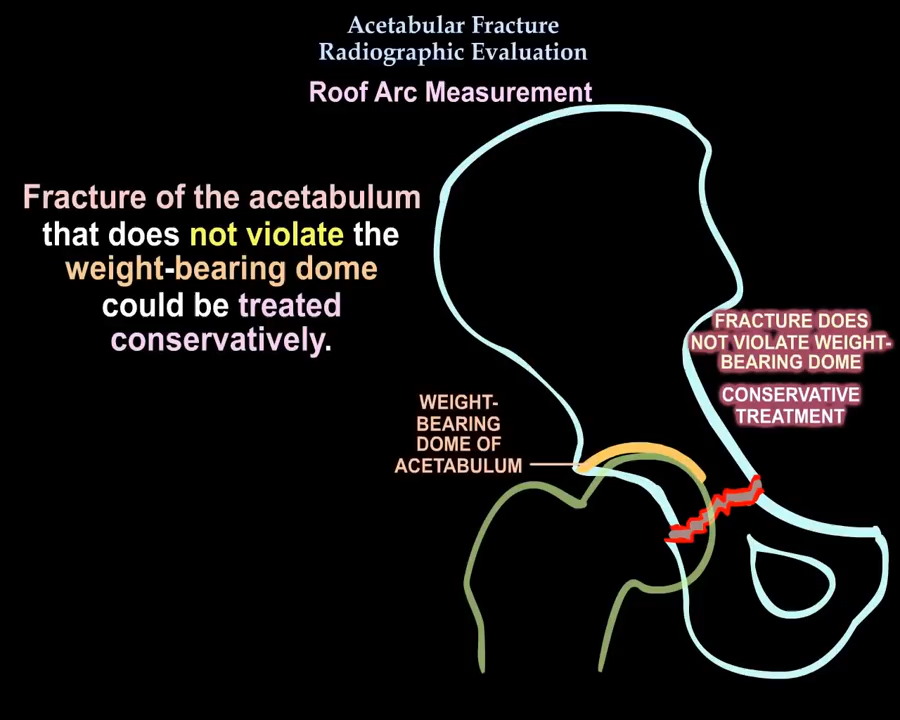 Acetabular Fracture
Radiographic Evaluation
Roof Arc Measurement
Fracture of the acetabulum
that does not violate the
weight-bearing dome
could be treated
conservatively.
FRACTURE DOES
NOT VIOLATE WEIGHT-
BEARING DOME
CONSERVATIVE
TREATMENT
WEIGHT-
BEARING
DOME OF
ACETABULUM